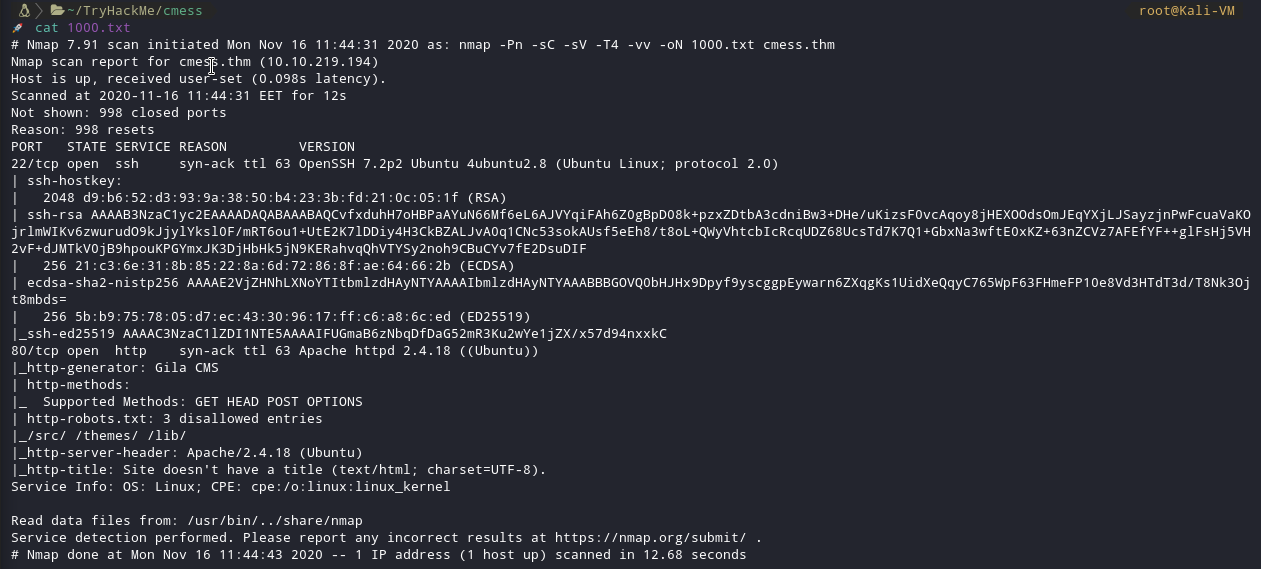 ~/TryHackMe/cmess root@Kali-VM
cat 1000.txt
# Nmap 7.91 scan initiated Mon Nov 16 11:44:31 2020 as: nmap -Pn -sC -sV -T4 -vv -oN 1000.txt cmess.thm
Nmap scan report for cmess.thm (10.10.219.194)
Host is up, received user-set (0.098s latency).
Scanned at 2020-11-16 11:44:31 EET for 12s
Not shown: 998 closed ports
Reason: 998 resets
PORT   STATE SERVICE REASON         VERSION
22/tcp open  ssh     syn-ack ttl 63 OpenSSH 7.2p2 Ubuntu 4ubuntu2.8 (Ubuntu Linux; protocol 2.0)
| ssh-hostkey:
|   2048 d9:b6:52:d3:93:9a:38:50:b4:23:3b:fd:21:0c:05:1f (RSA)
| ssh-rsa AAAAB3NzaC1yc2EAAAADAQABAAABAQCvfxduhH7oHBPaAYuN66Mf6eL6AJVYqiFAh6Z0gBpD08k+pzxZDtbA3cdniBw3+DHe/uKizsFOvcAqoy8jHEXOOdsOmJEqYXjLJSayzjnPwFcuaVaKO
jrlmWIKv6zwurudO9kJjylYkslOF/mRT6ou1+UtE2K7lDDiy4H3CkBZALJvA0q1CNc53sokAUsf5eEh8/t8oL+QWyVhtcbIcRcqUDZ68UcsTd7K7Q1+GbxNa3wftE0xKZ+63nZCVz7AFEfYF++glFsHj5VH
2vF+dJMTkVOjB9hpouKPGYmxJK3DjHbHk5jN9KERahvqQhVTYSy2noh9CBuCYv7fE2DsuDIF
|   256 21:c3:6e:31:8b:85:22:8a:6d:72:86:8f:ae:64:66:2b (ECDSA)
| ecdsa-sha2-nistp256 AAAAE2VjZHNhLXNoYTItbmlzdHAyNTYAAAAIbmlzdHAyNTYAAABBBGOVQ0bHJHx9Dpyf9yscggpEywarn6ZXqgKs1UidXeQqyC765WpF63FHmeFP10e8Vd3HTdT3d/T8Nk3Oj
t8mbds=
|   256 5b:b9:75:78:05:d7:ec:43:30:96:17:ff:c6:a8:6c:ed (ED25519)
|_ssh-ed25519 AAAAC3NzaC1lZDI1NTE5AAAAIFUGmaB6zNbqDfDaG52mR3Ku2wYe1jZX/x57d94nxxkC
80/tcp open  http    syn-ack ttl 63 Apache httpd 2.4.18 ((Ubuntu))
|_http-generator: Gila CMS
| http-methods:
|_  Supported Methods: GET HEAD POST OPTIONS
| http-robots.txt: 3 disallowed entries
|_/src/ /themes/ /lib/
|_http-server-header: Apache/2.4.18 (Ubuntu)
|_http-title: Site doesn't have a title (text/html; charset=UTF-8).
Service Info: OS: Linux; CPE: cpe:/o:linux:linux_kernel

Read data files from: /usr/bin/../share/nmap
Service detection performed. Please report any incorrect results at https://nmap.org/submit/ .
# Nmap done at Mon Nov 16 11:44:43 2020 -- 1 IP address (1 host up) scanned in 12.68 seconds